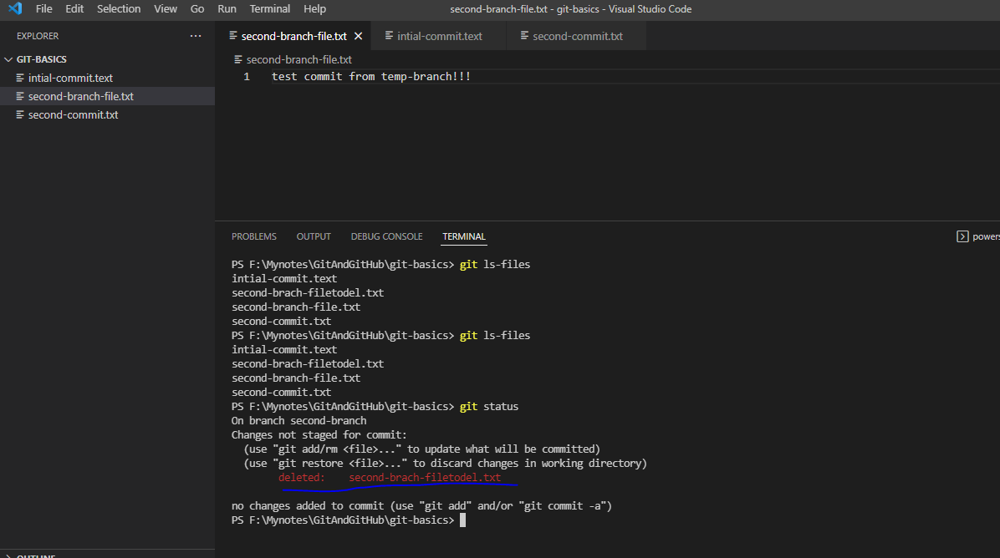 File Edit Selection View Go Run Terminal Help second-branch-file.txt - git-basics - Visual Studio Code
EXPLORER ...
GIT-BASICS
intial-commit.text
second-branch-file.txt
second-commit.txt
second-branch-file.txt intial-commit.text second-commit.txt
second-branch-file.txt
1 test commit from temp-branch!!!
PROBLEMS OUTPUT DEBUG CONSOLE TERMINAL powers
PS F:\Mynotes\GitAndGitHub\git-basics> git ls-files
intial-commit.text
second-brach-filetodel.txt
second-branch-file.txt
second-commit.txt
PS F:\Mynotes\GitAndGitHub\git-basics> git ls-files
intial-commit.text
second-brach-filetodel.txt
second-branch-file.txt
second-commit.txt
PS F:\Mynotes\GitAndGitHub\git-basics> git status
On branch second-branch
Changes not staged for commit:
(use "git add/rm <file>..." to update what will be committed)
(use "git restore <file>..." to discard changes in working directory)
deleted: second-brach-filetodel.txt
no changes added to commit (use "git add" and/or "git commit -a")
PS F:\Mynotes\GitAndGitHub\git-basics>
OUTLINE